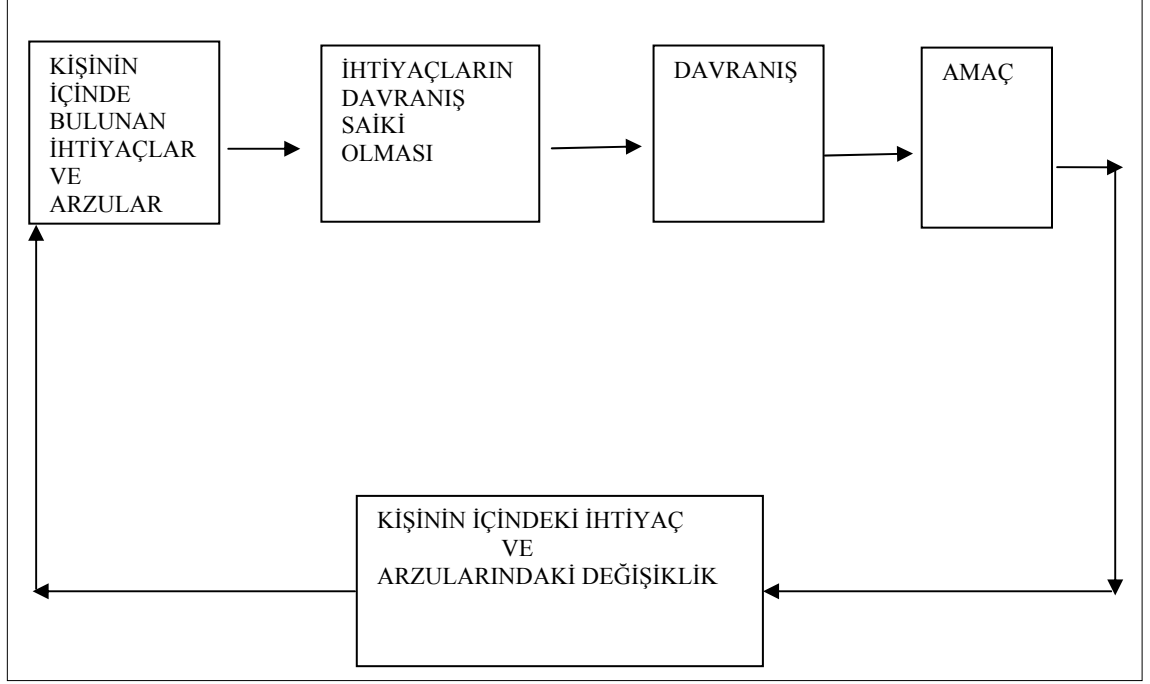 KİŞİNİN
İÇİNDE
BULUNAN
İHTİYAÇLAR
VE
ARZULAR
İHTİYAÇLARIN
DAVRANIŞ
SAİKİ
OLMASI
DAVRANIŞ
AMAÇ
KİŞİNİN İÇİNDEKİ İHTİYAÇ
VE
ARZULARINDAKİ DEĞİŞİKLİK